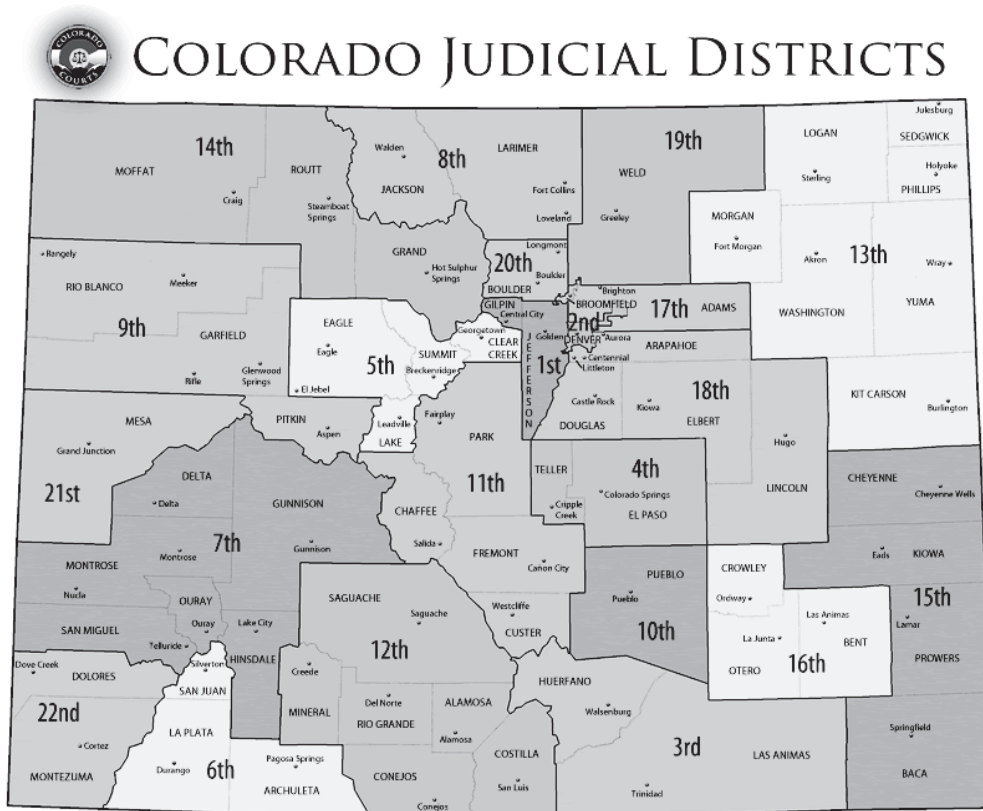 COLORADO COURTS
COLORADO JUDICIAL DISTRICTS
Julesburg
LOGAN
SEDGWICK
14th
Walden
8th
LARIMER
19th
MOFFAT
ROUTT
WELD
Holyoke
Sterling
PHILLIPS
JACKSON
Fort Collins
Craig
Steamboat
Springs
Loveland
Greeley
MORGAN
Fort Morgan
GRAND
Longmont
13th
Rangely
Akron
Wray
20th
Hot Sulphur
Springs
Boulder
RIO BLANCO
Meeker
BOULDER
Brighton
GILPIN
BROOMFIELD
17th
ADAMS
YUMA
WASHINGTON
Central City
9th
EAGLE
2nd
Georgetown
Golden
GARFIELD
CLEAR
CREEK
DENVER
Aurora
ARAPAHOE
Eagle
SUMMIT
5th
JEFFERSON
1st
Centennial
Littleton
Breckenridge
Glenwood
Springs
Rifle
El Jebel
18th
KIT CARSON
Castle Rock
Kiowa
Burlington
MESA
PITKIN
Leadville
Fairplay
DOUGLAS
ELBERT
Aspen
LAKE
PARK
Hugo
Grand Junction
TELLER
4th
DELTA
CHEYENNE
21st
11th
LINCOLN
Cheyenne Wells
Delta
GUNNISON
Colorado Springs
Cripple
Creek
EL PASO
CHAFFEE
7th
Salida
Montrose
Gunnison
FREMONT
Eads
KIOWA
MONTROSE
Cañon City
CROWLEY
PUEBLO
Nucla
OURAY
SAGUACHE
Pueblo
Ordway
15th
Westcliffe
Saguache
Las Animas
Ouray
Lake City
Lamar
SAN MIGUEL
CUSTER
10th
La Junta
BENT
Telluride
12th
PROWERS
HINSDALE
OTERO
16th
Dove Creek
Silverton
Creede
HUERFANO
DOLORES
SAN JUAN
Del Norte
ALAMOSA
22nd
MINERAL
RIO GRANDE
Walsenburg
Springfield
LA PLATA
Alamosa
3rd
Cortez
COSTILLA
LAS ANIMAS
Pagosa Springs
Durango
6th
MONTEZUMA
CONEJOS
San Luis
BACA
ARCHULETA
Trinidad
Conejos